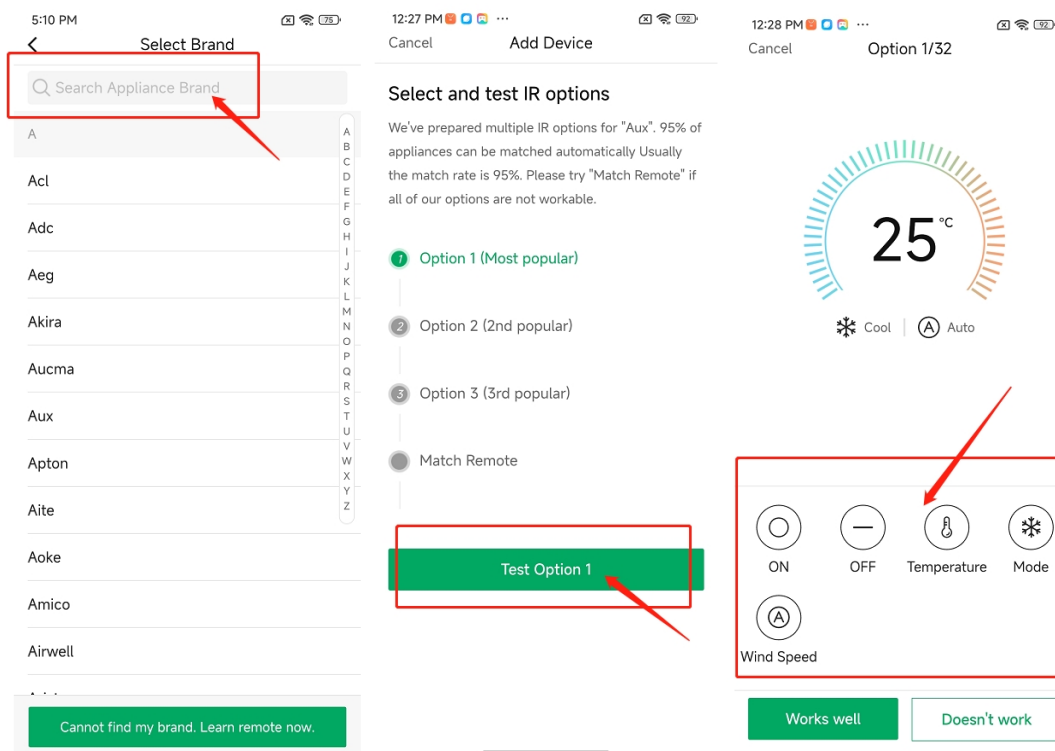 5:10 PM
75
Select Brand
Search Appliance Brand
A
Acl
Adc
Aeg
Akira
Aucma
Aux
Apton
Aite
Aoke
Amico
Airwell
A
B
C
D
E
F
G
H
I
J
K
L
M
N
O
P
Q
R
S
T
U
V
W
X
Y
Z
Cannot find my brand. Learn remote now.
12:27 PM
92
Cancel
Add Device
Select and test IR options
We've prepared multiple IR options for "Aux". 95% of
appliances can be matched automatically Usually
the match rate is 95%. Please try "Match Remote" if
all of our options are not workable.
1 Option 1 (Most popular)
2 Option 2 (2nd popular)
3 Option 3 (3rd popular)
Match Remote
Test Option 1
12:28 PM
92
Cancel
Option 1/32
25°C
Cool
A Auto
ON
OFF
Temperature
Mode
A
Wind Speed
Works well
Doesn't work